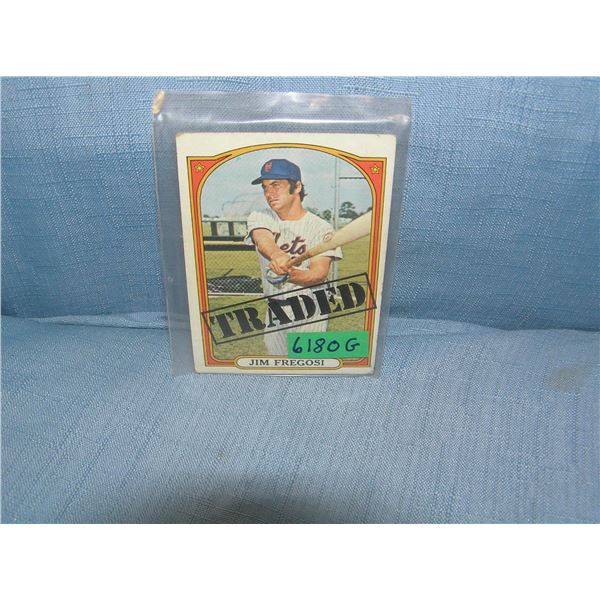 Mets
TRADED
6180G
JIM FREGOSI